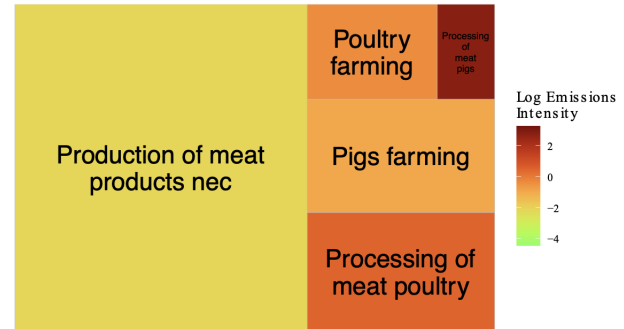 Production of meat
products nec
Poultry
farming
Processing
of
meat
pigs
Pigs farming
Processing of
meat poultry
Log Emissions
Intensity
2
0
−2
−4